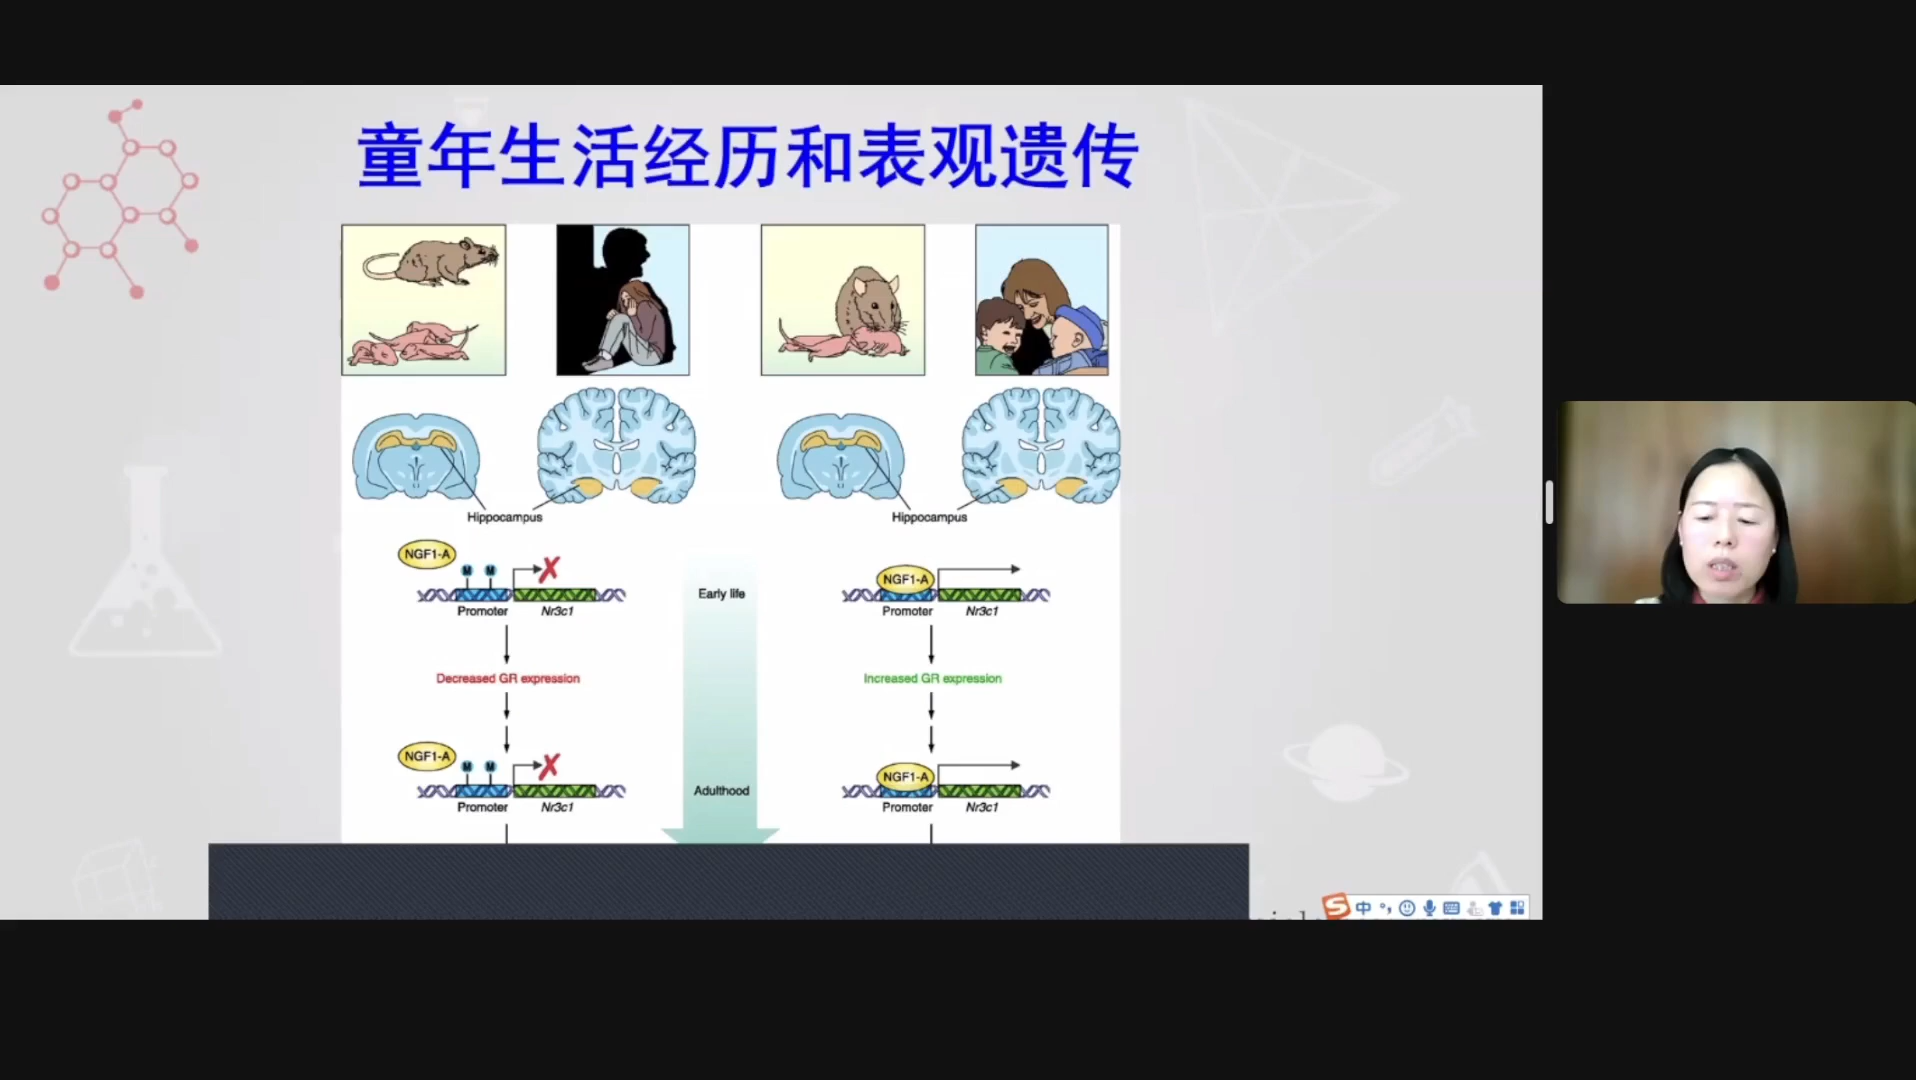 童年生活经历和表观遗传
Hippocampus
Hippocampus
NGF1-A
M M
Promoter Nr3c1
Early life
NGF1-A
Promoter Nr3c1
Decreased GR expression
Increased GR expression
NGF1-A
M M
Promoter Nr3c1
Adulthood
NGF1-A
Promoter Nr3c1
S中